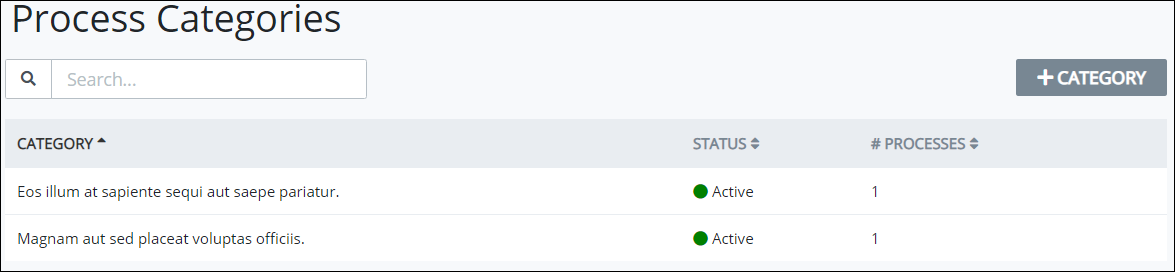 Process Categories
Search...
+ CATEGORY
CATEGORY STATUS # PROCESSES
Eos illum at sapiente sequi aut saepe pariatur. Active 1
Magnam aut sed placeat voluptas officiis. Active 1